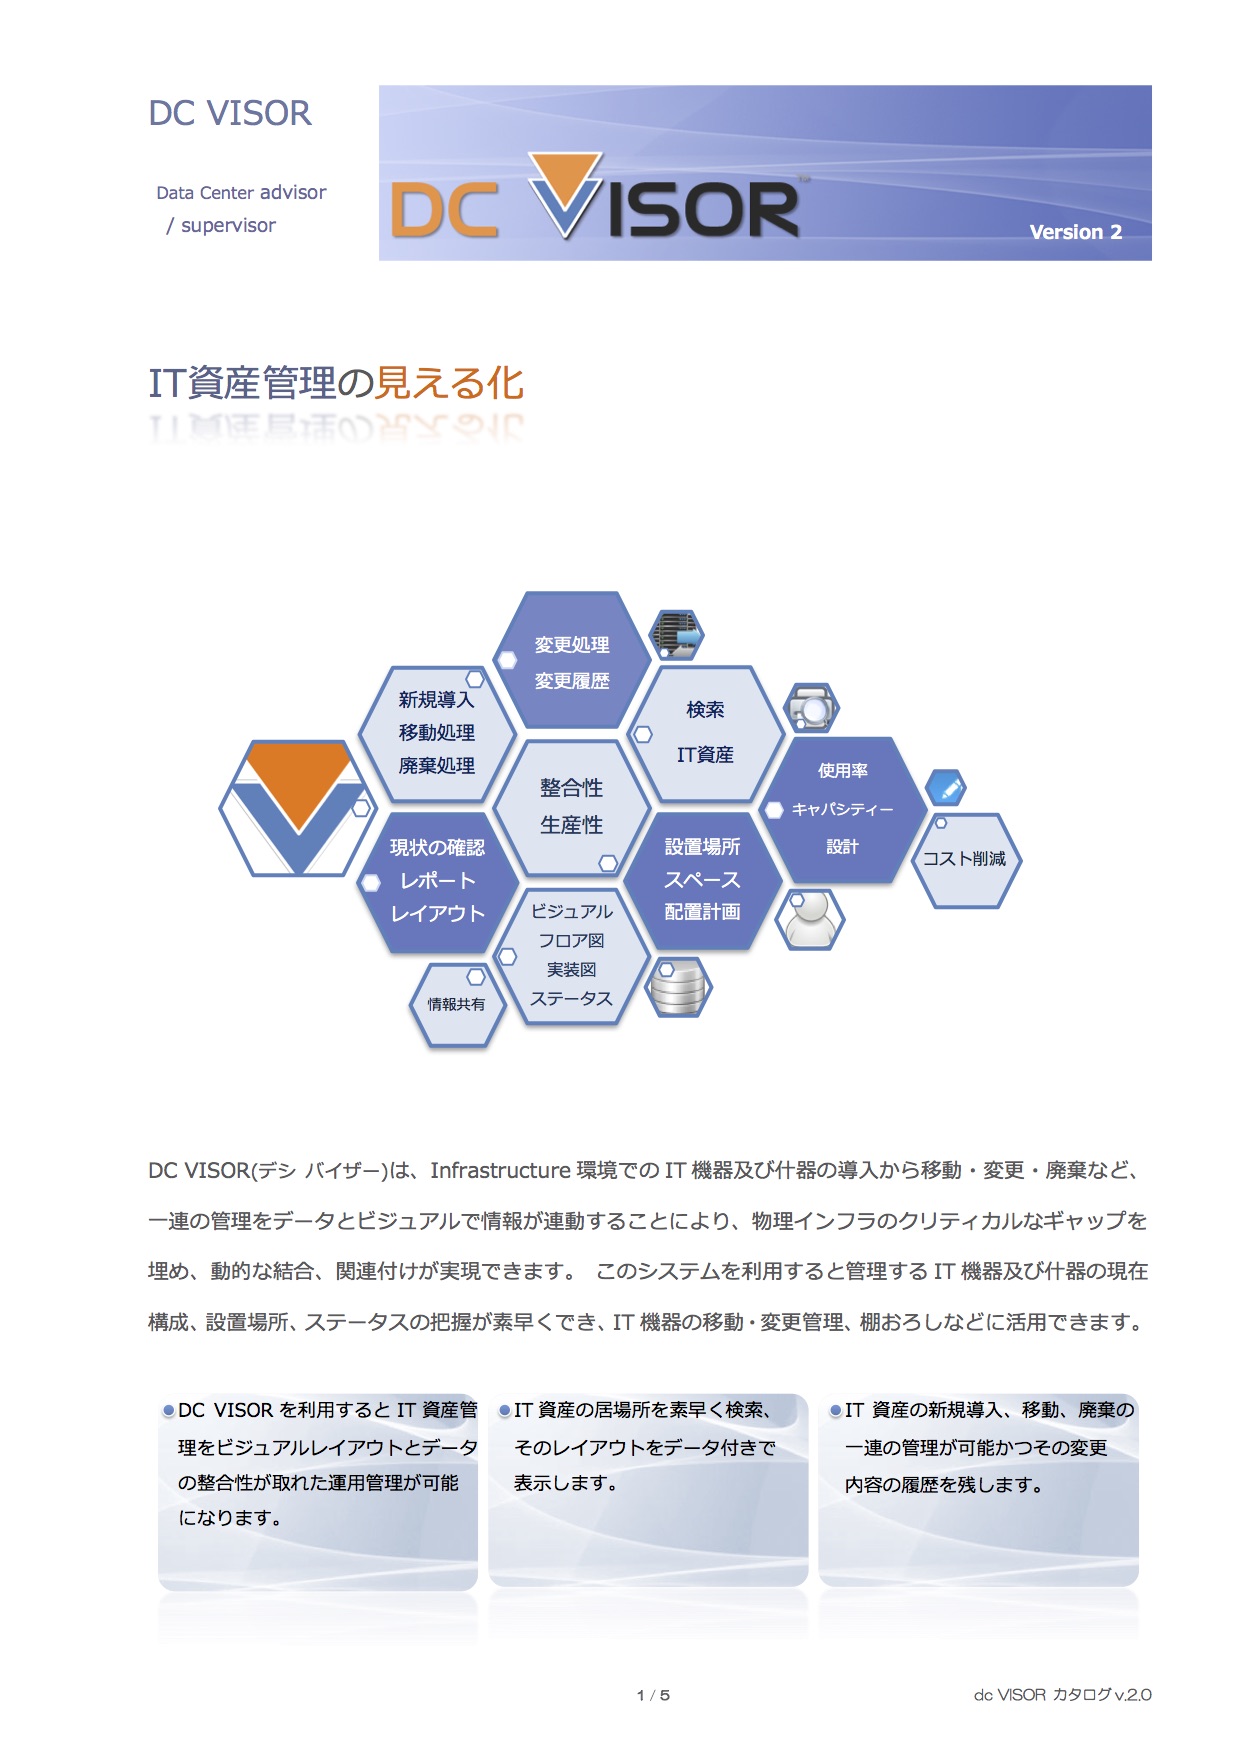 DC VISOR
Data Center advisor
/ supervisor
DC VISOR™
Version 2
IT資産管理の見える化
変更処理
変更履歴
新規導入
移動処理
廃棄処理
検索
IT資産
整合性
生産性
使用率
キャパシティー
設計
コスト削減
現状の確認
レポート
レイアウト
設置場所
スペース
配置計画
ビジュアル
フロア図
実装図
ステータス
情報共有
DC VISOR(デシ バイザー)は、Infrastructure 環境での IT 機器及び什器の導入から移動・変更・廃棄など、
一連の管理をデータとビジュアルで情報が連動することにより、物理インフラのクリティカルなギャップを
埋め、動的な結合、関連付けが実現できます。 このシステムを利用すると管理する IT 機器及び什器の現在
構成、設置場所、ステータスの把握が素早くでき、IT 機器の移動・変更管理、棚おろしなどに活用できます。
DC VISOR を利用すると IT 資産管
理をビジュアルレイアウトとデータ
の整合性が取れた運用管理が可能
になります。
IT 資産の居場所を素早く検索、
そのレイアウトをデータ付きで
表示します。
IT 資産の新規導入、移動、廃棄の
一連の管理が可能かつその変更
内容の履歴を残します。
1 / 5
dc VISOR カタログ v.2.0